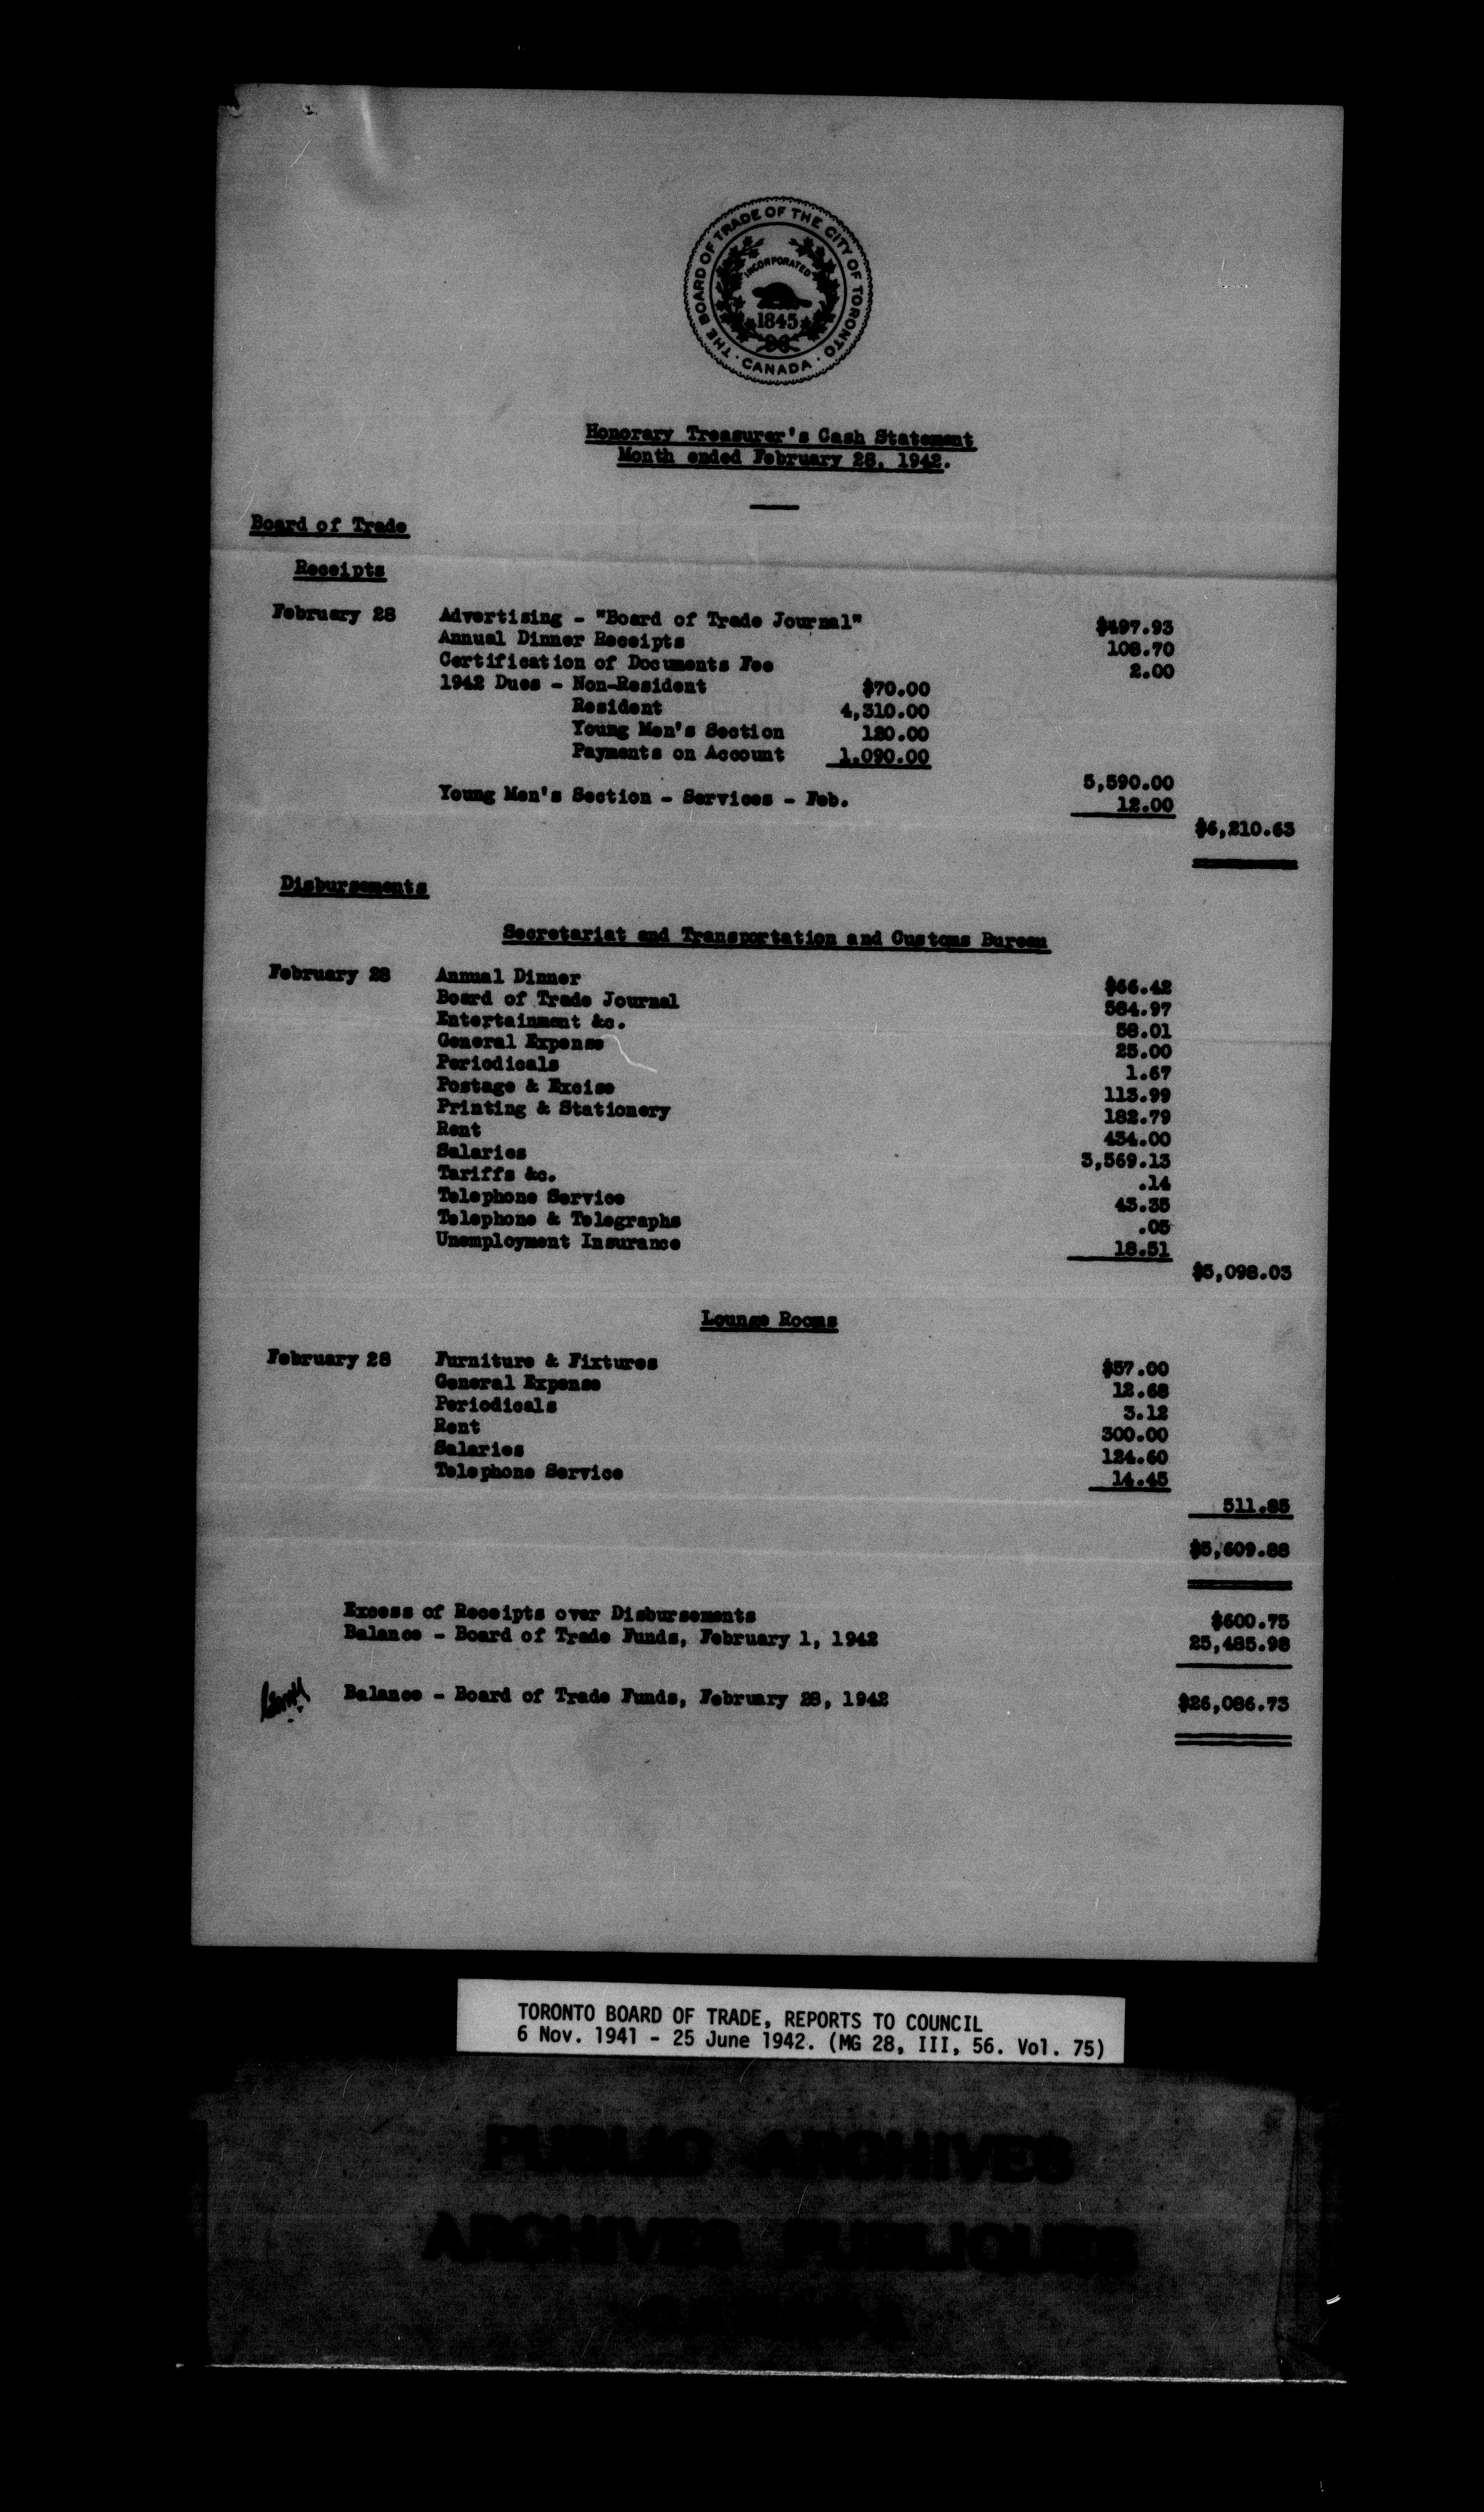 THE BOARD OF TRADE OF THE CITY OF TORONTO · CANADA ·
INCORPORATED
1845
Honorary Treasurer's Cash Statement
Month ended February 28, 1942.
Board of Trade
Receipts
February 28 Advertising - "Board of Trade Journal" $497.93
Annual Dinner Receipts 108.70
Certification of Documents Fee 2.00
1942 Dues - Non-Resident $70.00
Resident 4,310.00
Young Men's Section 120.00
Payments on Account 1,090.00
5,590.00
Young Men's Section - Services - Feb. 12.00
$6,210.63
Disbursements
Secretariat and Transportation and Customs Bureau
February 28 Annual Dinner $66.42
Board of Trade Journal 584.97
Entertainment &c. 58.01
General Expense 25.00
Periodicals 1.67
Postage & Excise 113.99
Printing & Stationery 182.79
Rent 434.00
Salaries 3,569.13
Tariffs &c. .14
Telephone Service 43.35
Telephone & Telegraphs .05
Unemployment Insurance 18.51
$5,098.03
Lounge Rooms
February 28 Furniture & Fixtures $57.00
General Expense 12.68
Periodicals 3.12
Rent 300.00
Salaries 124.60
Telephone Service 14.45
511.85
$5,609.88
Excess of Receipts over Disbursements $600.75
Balance - Board of Trade Funds, February 1, 1942 25,485.98
Balance - Board of Trade Funds, February 28, 1942 $26,086.73
TORONTO BOARD OF TRADE, REPORTS TO COUNCIL
6 Nov. 1941 - 25 June 1942. (MG 28, III, 56. Vol. 75)
PUBLIC ARCHIVES
ARCHIVES PUBLIQUES
CANADA